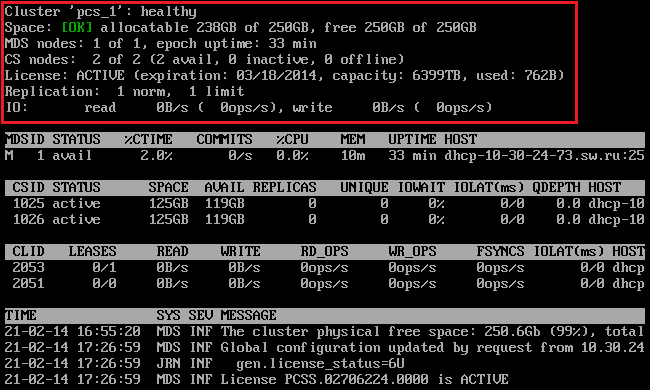 Cluster 'pcs_1': healthy
Space: [OK] allocatable 238GB of 250GB, free 250GB of 250GB
MDS nodes: 1 of 1, epoch uptime: 33 min
CS nodes:  2 of 2 (2 avail, 0 inactive, 0 offline)
License: ACTIVE (expiration: 03/18/2014, capacity: 6399TB, used: 762B)
Replication:  1 norm,  1 limit
IO:       read     0B/s (  0ops/s), write     0B/s (  0ops/s)
MDSID STATUS   %CTIME   COMMITS   %CPU    MEM   UPTIME HOST
M   1 avail      2.0%       0/s   0.0%    10m   33 min dhcp-10-30-24-73.sw.ru:25
CSID STATUS      SPACE  AVAIL REPLICAS   UNIQUE IOWAIT IOLAT(ms) QDEPTH HOST
1025 active      125GB  119GB        0        0     0%       0/0    0.0 dhcp-10
1026 active      125GB  119GB        0        0     0%       0/0    0.0 dhcp-10
CLID   LEASES     READ    WRITE     RD_OPS     WR_OPS     FSYNCS IOLAT(ms) HOST
2053      0/1     0B/s     0B/s     0ops/s     0ops/s     0ops/s       0/0 dhcp
2051      0/0     0B/s     0B/s     0ops/s     0ops/s     0ops/s       0/0 dhcp
TIME               SYS SEV MESSAGE
21-02-14 16:55:20  MDS INF The cluster physical free space: 250.6Gb (99%), total
21-02-14 17:26:59  MDS INF Global configuration updated by request from 10.30.24
21-02-14 17:26:59  JRN INF   gen.license_status=6U
21-02-14 17:26:59  MDS INF License PCSS.02706224.0000 is ACTIVE